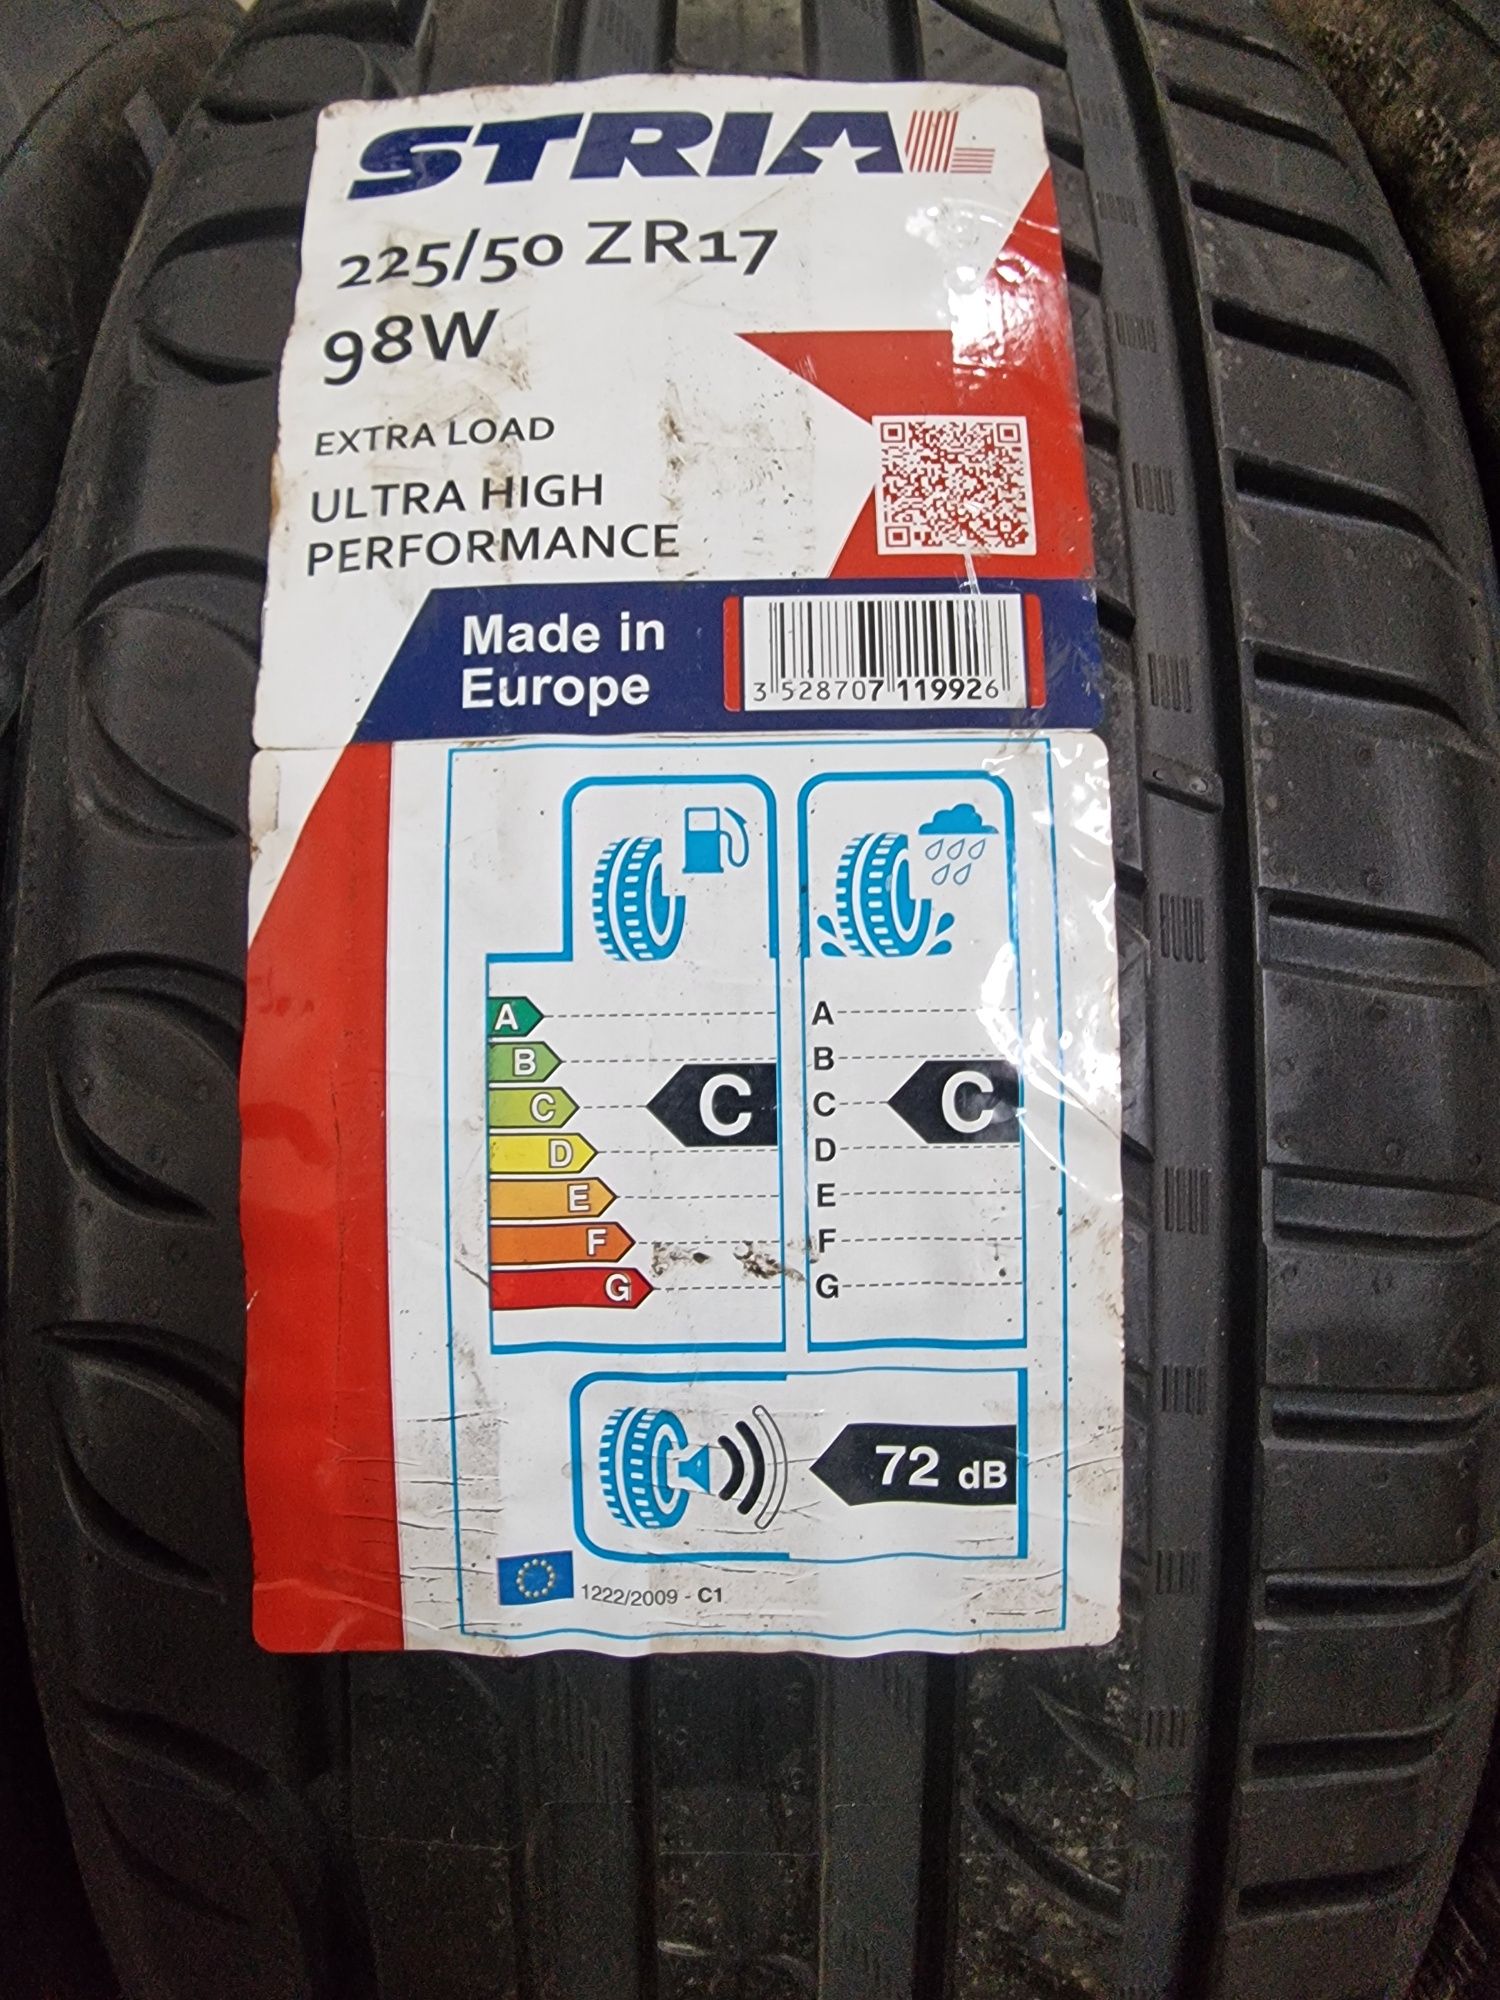 STRIAL
225/50 ZR17
98W
EXTRA LOAD
ULTRA HIGH
PERFORMANCE
Made in
Europe
3 528707 119926
A
B
C
D
E
F
G
C
A
B
C
D
E
F
G
C
72 dB
1222/2009 - C1